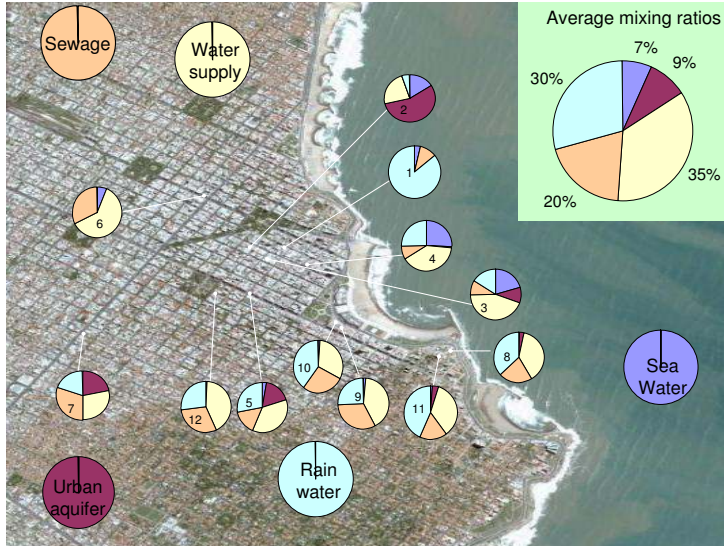 Average mixing ratios
7%
9%
30%
35%
20%
Sewage
Water
supply
2
1
6
4
3
10
8
9
7
12
5
11
Sea
Water
Urban
aquifer
Rain
water